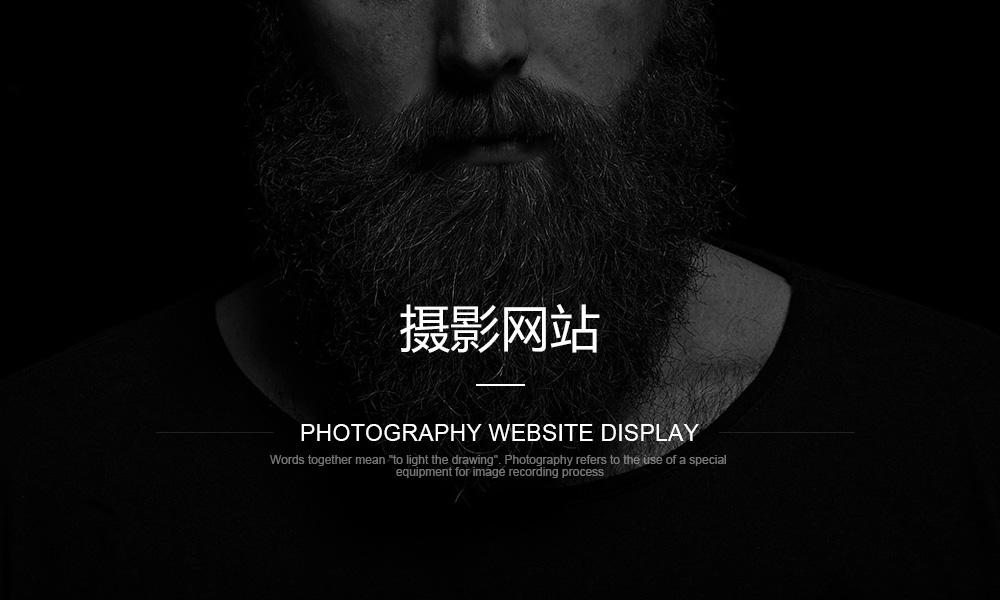 摄影网站
PHOTOGRAPHY WEBSITE DISPLAY
Words together mean "to light the drawing". Photography refers to the use of a special
equipment for image recording process